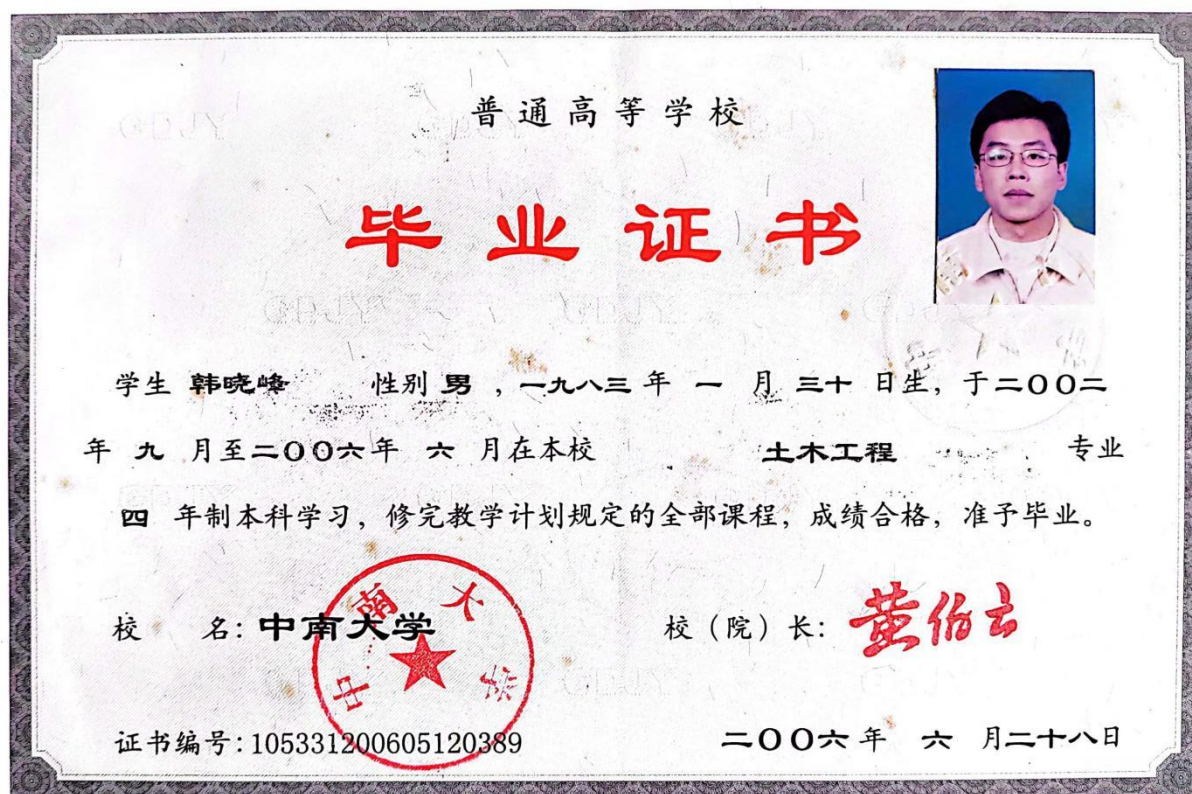 普通高等学校
毕业证书
学生 韩晓峰 性别 男 ，一九八三 年 一 月 三十 日生，于二〇〇二
年 九 月至二〇〇六年 六 月在本校 土木工程 专业
四 年制本科学习，修完教学计划规定的全部课程，成绩合格，准予毕业。
校 名：中南大学 校（院）长：黄伯云
中南大学
证书编号：105331200605120389 二〇〇六年 六 月二十八日